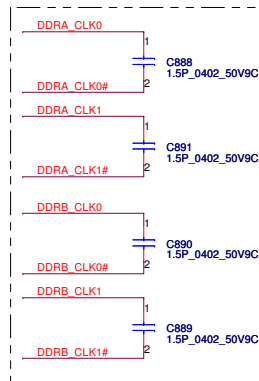 DDRA_CLK0
1
C888
1.5P_0402_50V9C
2
DDRA_CLK0#
DDRA_CLK1
1
C891
1.5P_0402_50V9C
2
DDRA_CLK1#
DDRB_CLK0
1
C890
1.5P_0402_50V9C
2
DDRB_CLK0#
DDRB_CLK1
1
C889
1.5P_0402_50V9C
2
DDRB_CLK1#